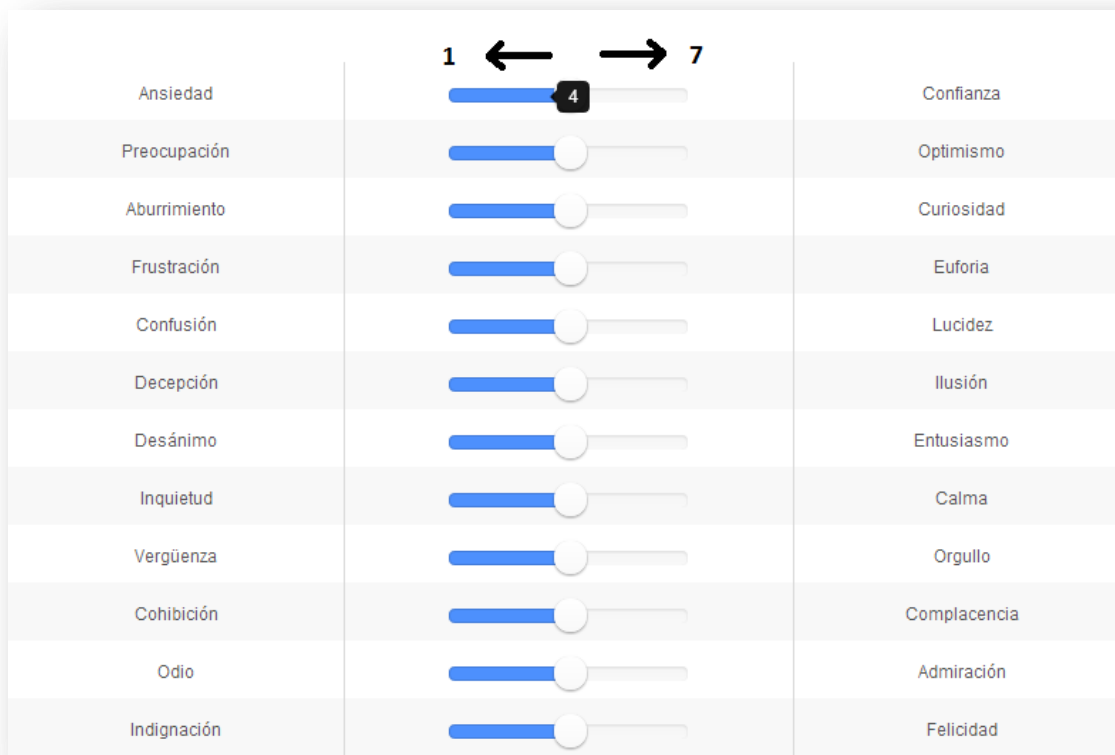 1 7
Ansiedad 4 Confianza
Preocupación Optimismo
Aburrimiento Curiosidad
Frustración Euforia
Confusión Lucidez
Decepción Ilusión
Desánimo Entusiasmo
Inquietud Calma
Vergüenza Orgullo
Cohibición Complacencia
Odio Admiración
Indignación Felicidad